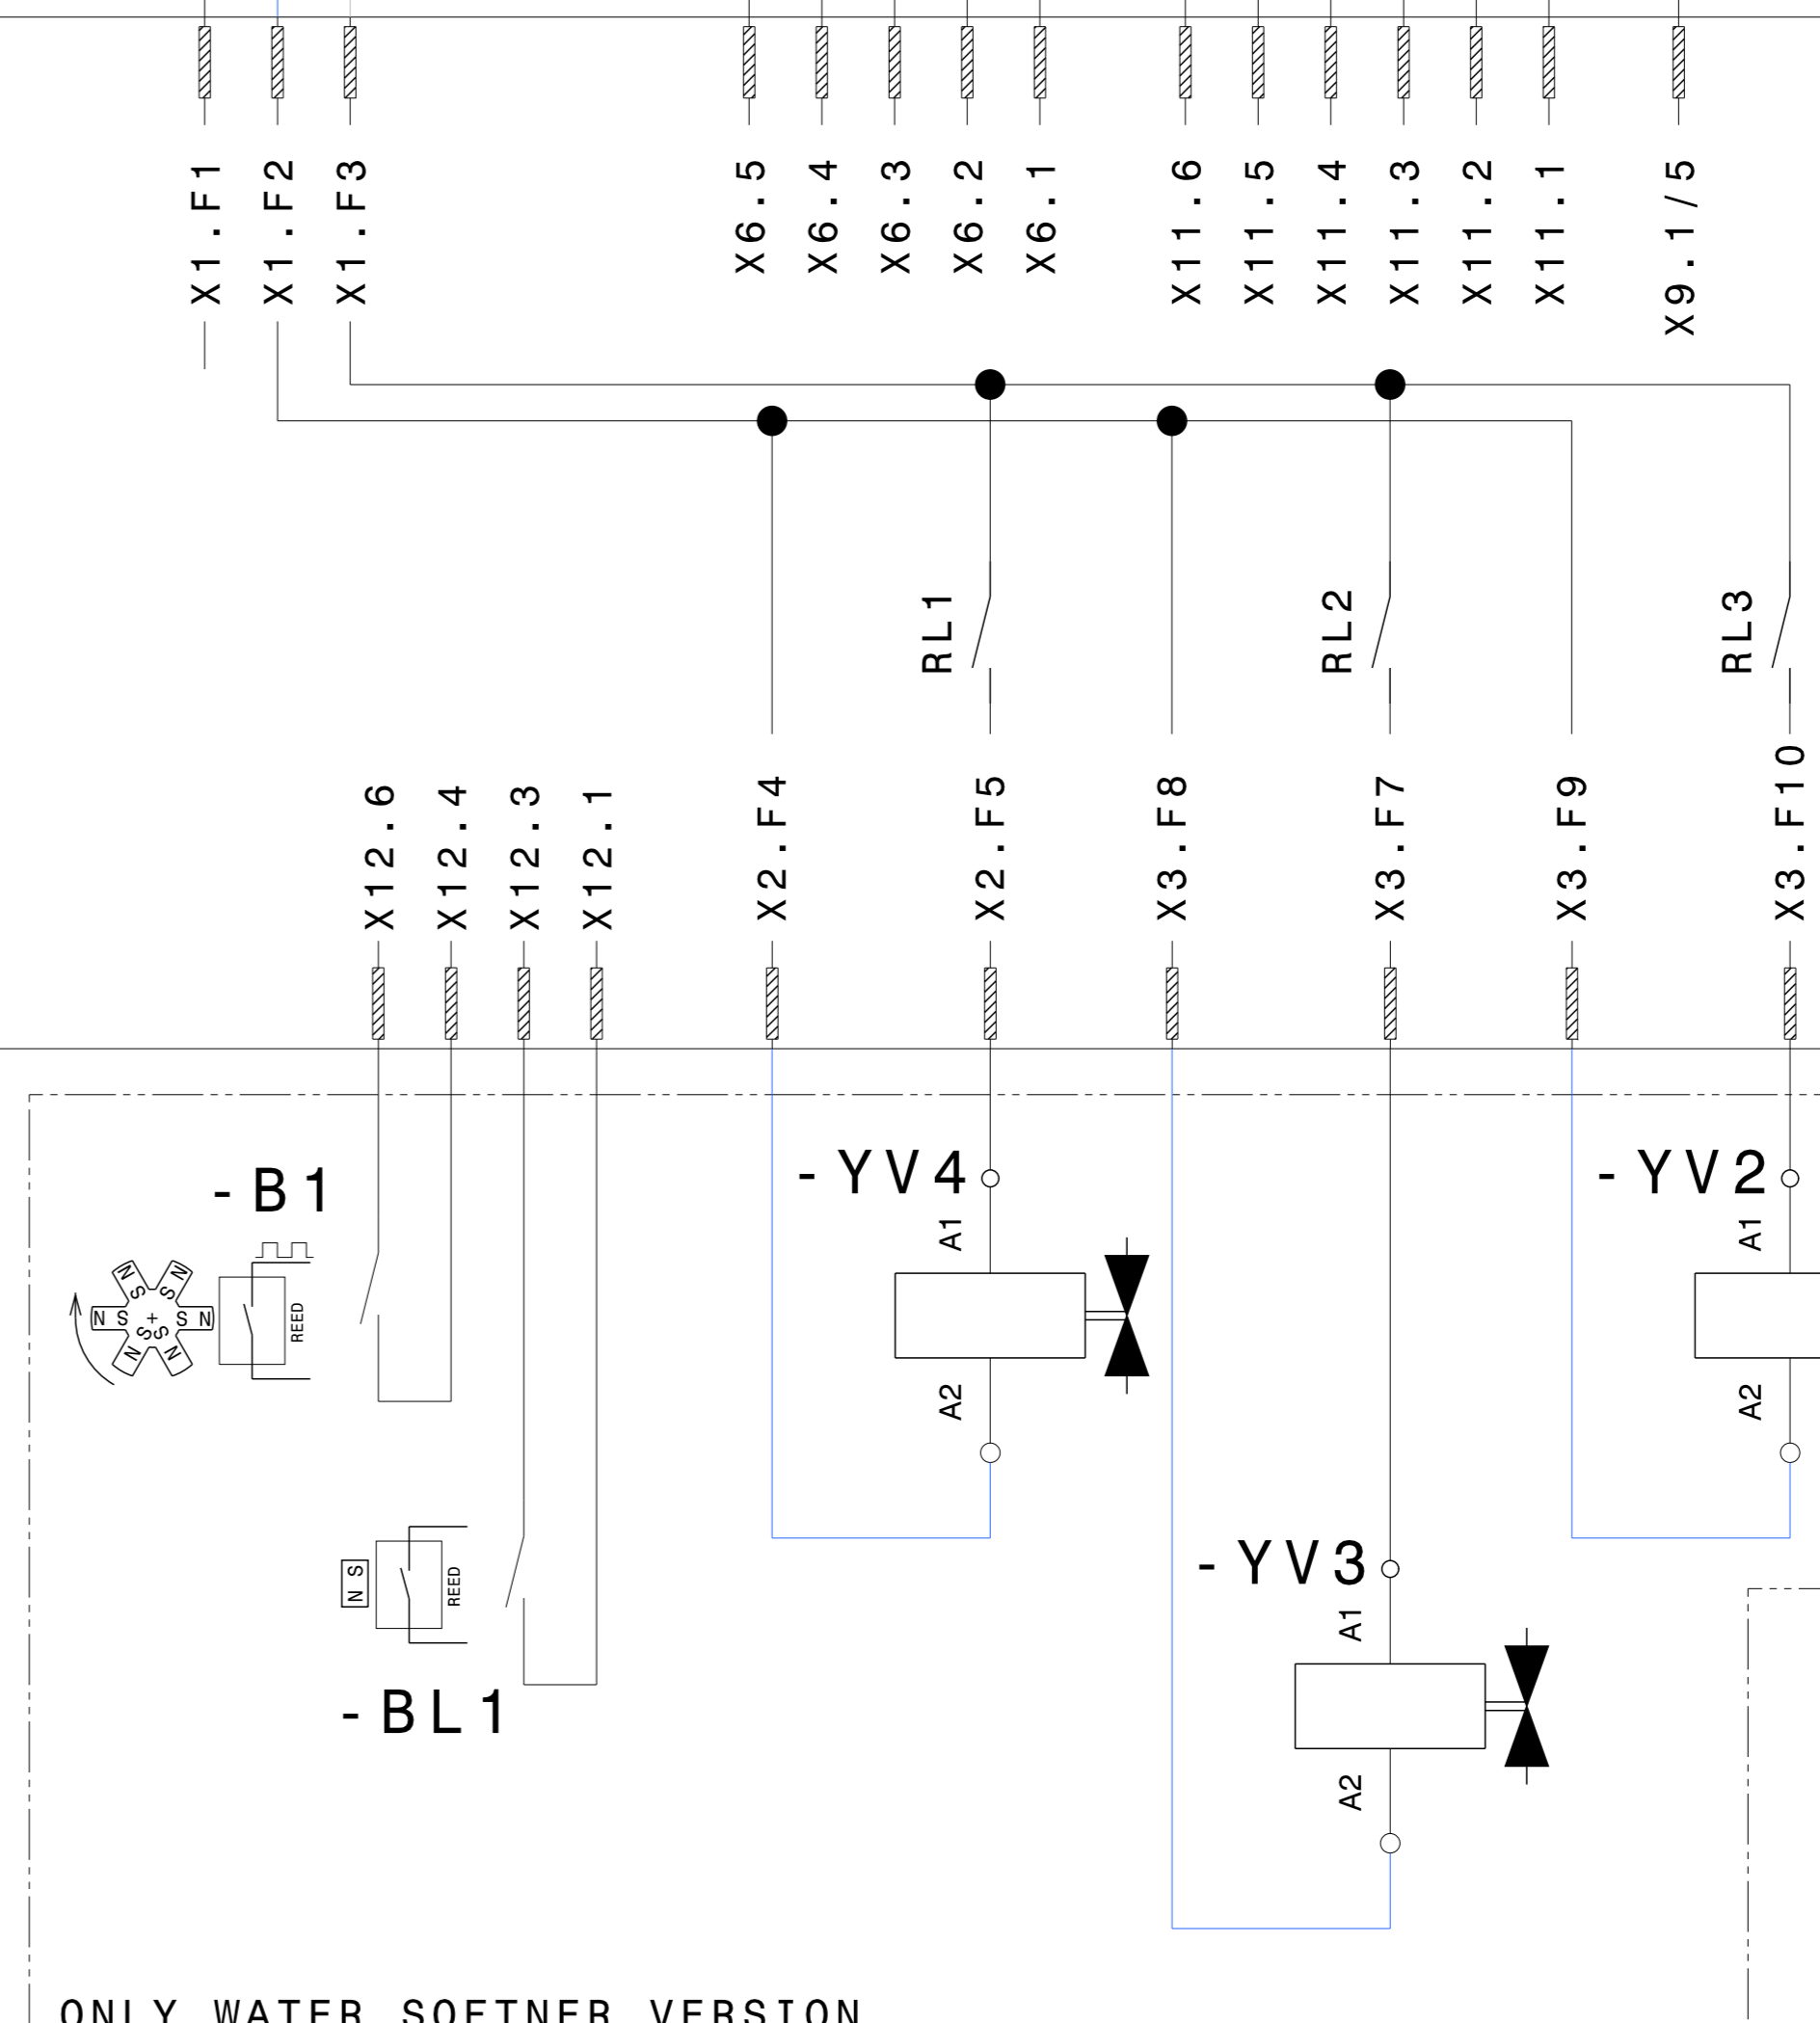 X1.F1
X1.F2
X1.F3
X6.5
X6.4
X6.3
X6.2
X6.1
X11.6
X11.5
X11.4
X11.3
X11.2
X11.1
X9.1/5
RL1
RL2
RL3
X12.6
X12.4
X12.3
X12.1
X2.F4
X2.F5
X3.F8
X3.F7
X3.F9
X3.F10
-B1
N S
N S
N S + S N
N S
N S
REED
-YV4
A1
A2
-YV2
A1
A2
N S
REED
-BL1
-YV3
A1
A2
ONLY WATER SOFTNER VERSION